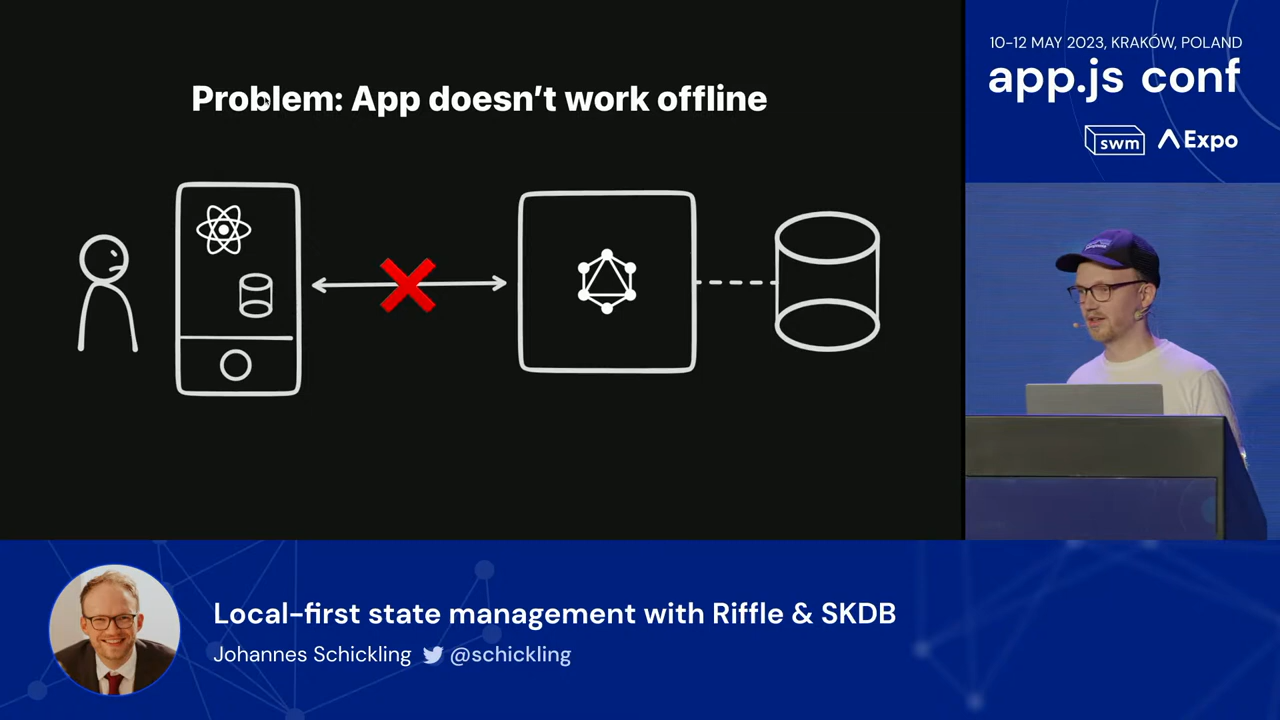 Problem: App doesn't work offline
10-12 MAY 2023, KRAKÓW, POLAND
app.js conf
swm
Expo
Local-first state management with Riffle & SKDB
Johannes Schickling
@schickling